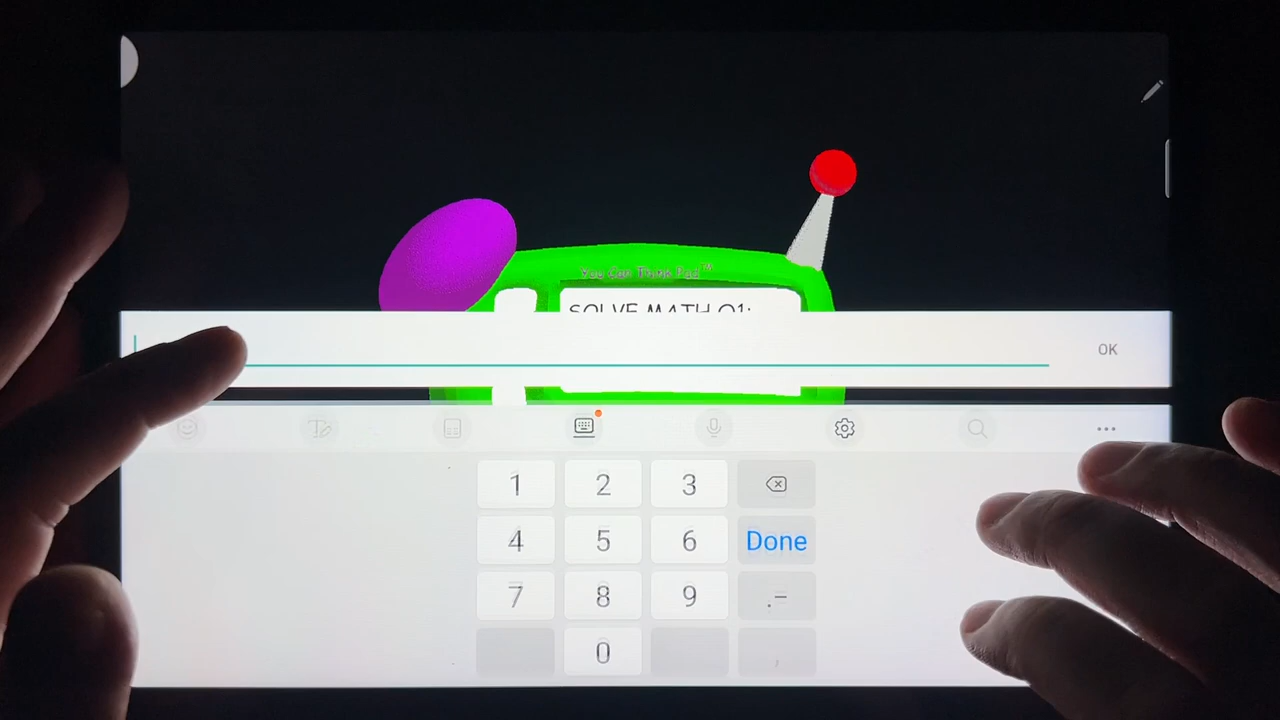 You Can Think Pad™
SOLVE MATH Q1:
OK
1 2 3
4 5 6 Done
7 8 9 .-
0 ,